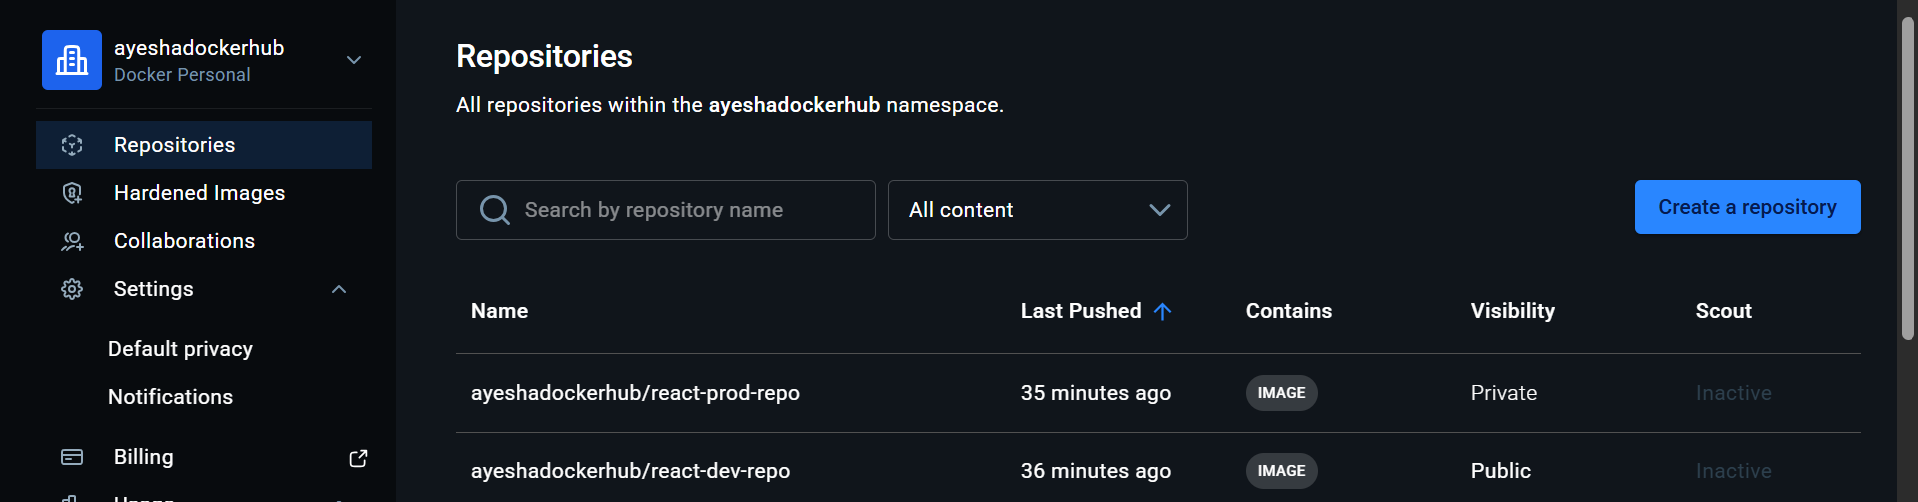 ayeshadockerhub
Docker Personal
Repositories
Hardened Images
Collaborations
Settings
Default privacy
Notifications
Billing
Repositories
All repositories within the ayeshadockerhub namespace.
Search by repository name
All content
Create a repository
Name Last Pushed Contains Visibility Scout
ayeshadockerhub/react-prod-repo 35 minutes ago IMAGE Private Inactive
ayeshadockerhub/react-dev-repo 36 minutes ago IMAGE Public Inactive